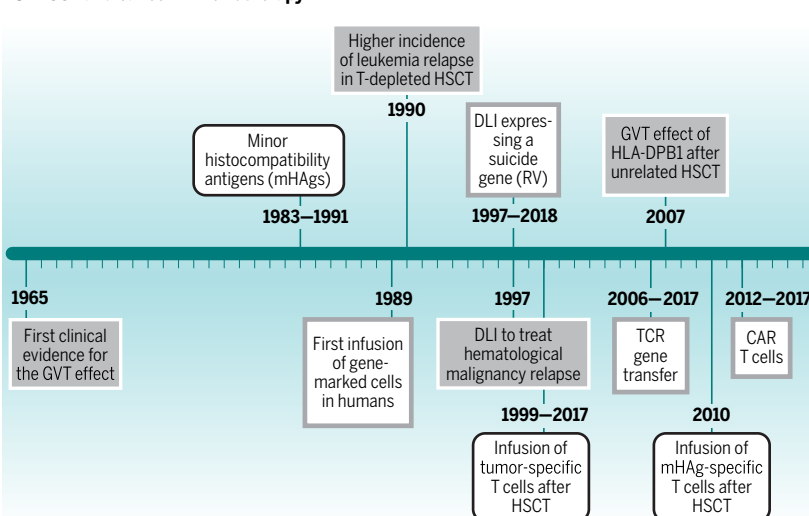 Higher incidence
of leukemia relapse
in T-depleted HSCT
1990
Minor
histocompatibility
antigens (mHAgs)
1983–1991
DLI expres-
sing a
suicide
gene (RV)
1997–2018
GVT effect of
HLA-DPB1 after
unrelated HSCT
2007
1965
First clinical
evidence for
the GVT effect
1989
First infusion
of gene-
marked cells
in humans
1997
DLI to treat
hematological
malignancy relapse
1999–2017
Infusion of
tumor-specific
T cells after
HSCT
2006–2017
TCR
gene
transfer
2010
Infusion of
mHAg-specific
T cells after
HSCT
2012–2017
CAR
T cells